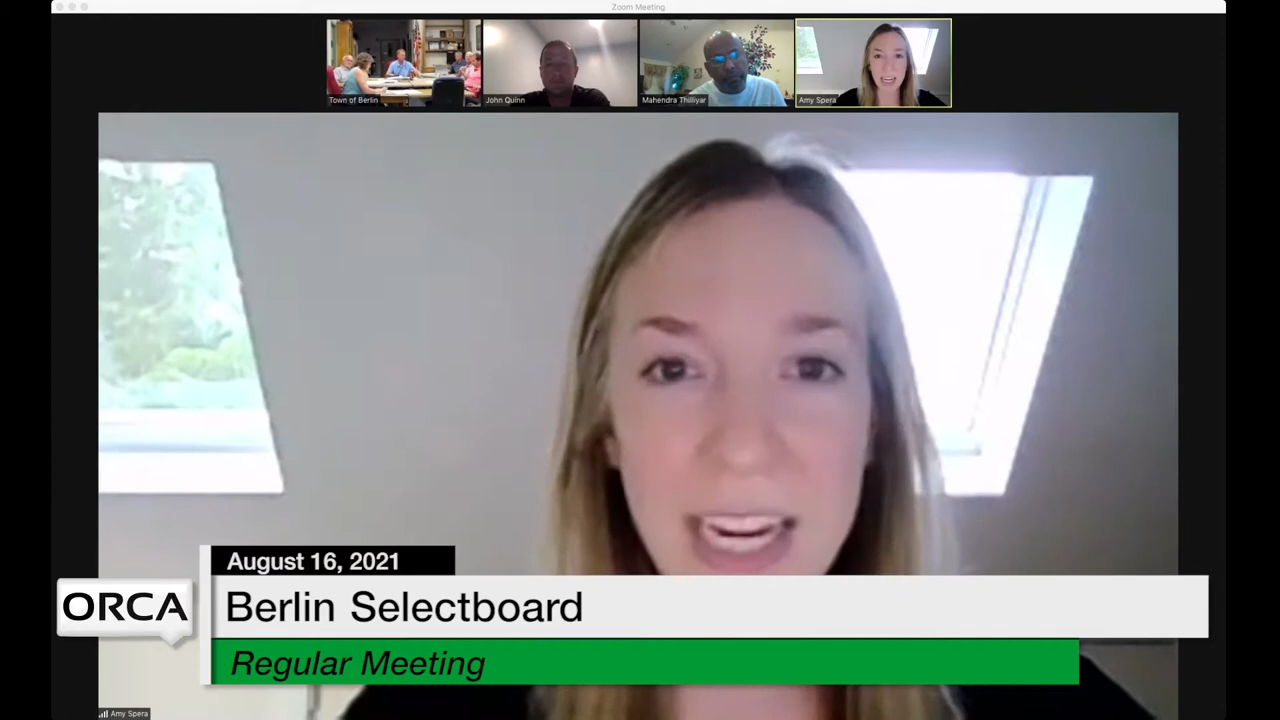 Zoom Meeting
Town of Berlin
John Quinn
Mahendra Thilliyar
Amy Spera
August 16, 2021
ORCA
Berlin Selectboard
Regular Meeting
Amy Spera